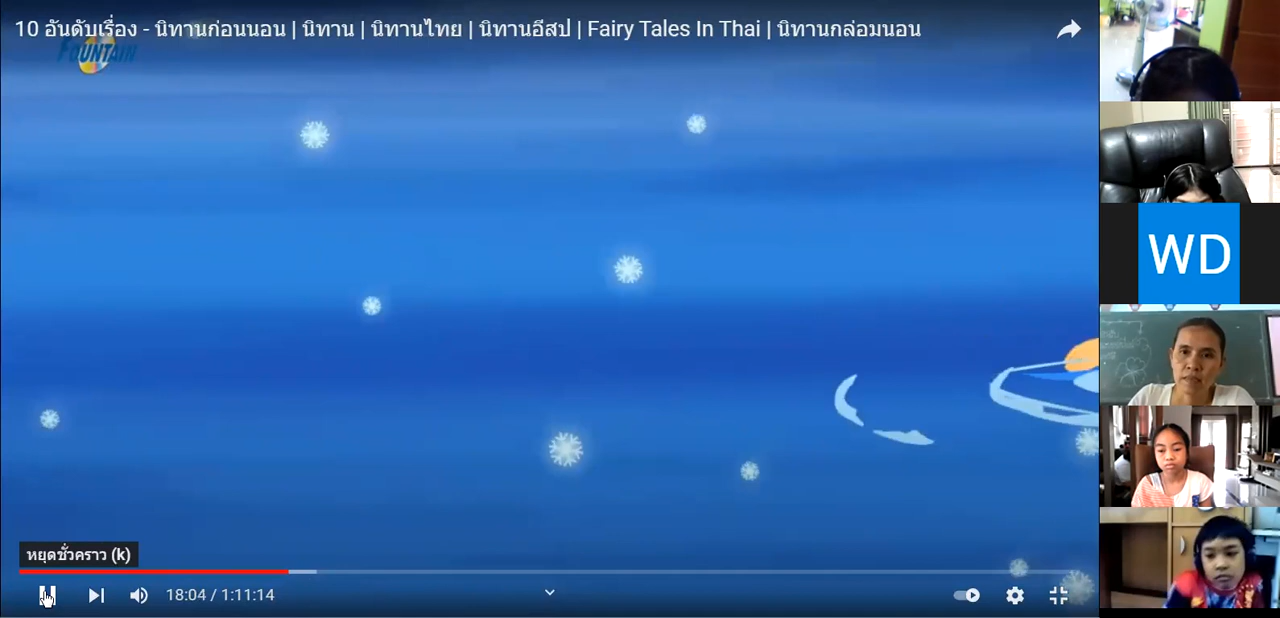 10 อันดับเรื่อง - นิทานก่อนนอน | นิทาน | นิทานไทย | นิทานอีสป | Fairy Tales In Thai | นิทานกล่อมนอน
FOUNTAIN
WD
หยุดชั่วคราว (k)
18:04 / 1:11:14